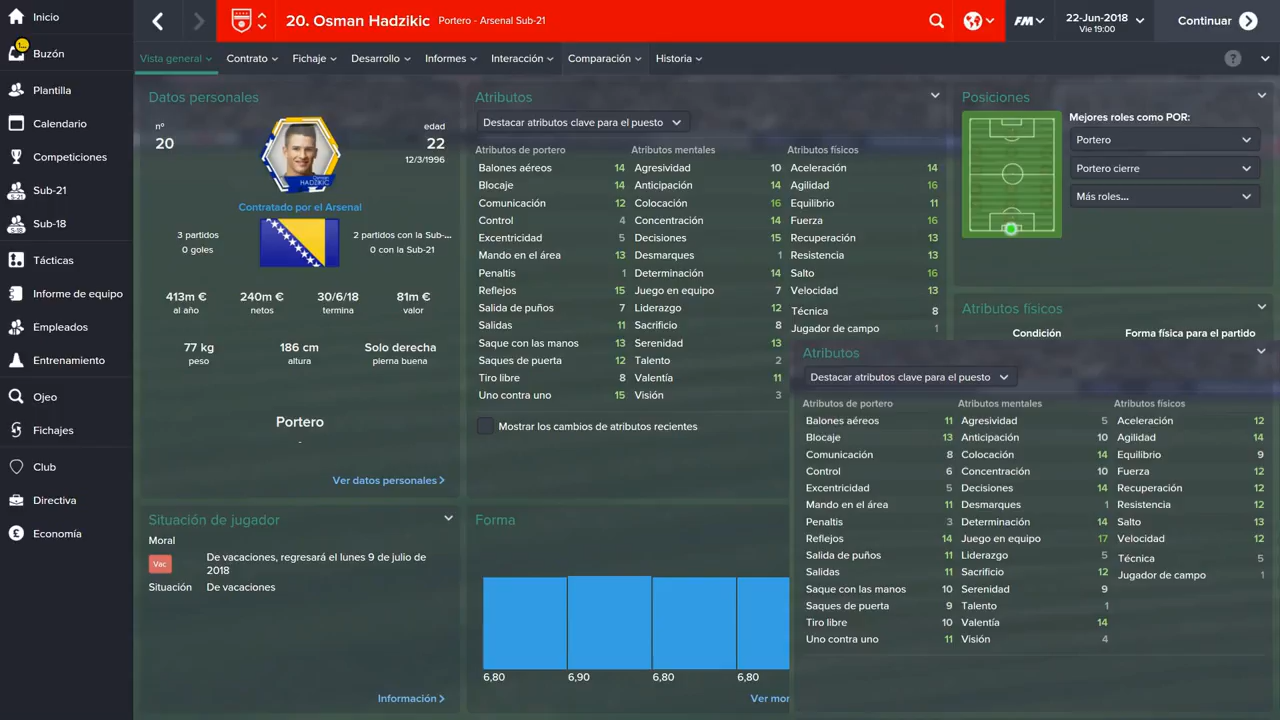 Inicio
Buzón
Plantilla
Calendario
Competiciones
Sub-21
Sub-18
Tácticas
Informe de equipo
Empleados
Entrenamiento
Ojeo
Fichajes
Club
Directiva
Economía
20. Osman Hadzikic Portero - Arsenal Sub-21
FM
22-Jun-2018
Vie 19:00
Continuar
Vista general Contrato Fichaje Desarrollo Informes Interacción Comparación Historia
Datos personales
nº
20
edad
22
12/3/1996
Osman
HADZIKIC
Contratado por el Arsenal
3 partidos
0 goles
2 partidos con la Sub-...
0 con la Sub-21
413m € 240m € 30/6/18 81m €
al año netos termina valor
77 kg 186 cm Solo derecha
peso altura pierna buena
Portero
-
Ver datos personales
Situación de jugador
Moral
Vac De vacaciones, regresará el lunes 9 de julio de
2018
Situación De vacaciones
Información
Atributos
Destacar atributos clave para el puesto
Atributos de portero Atributos mentales Atributos físicos
Balones aéreos 14 Agresividad 10 Aceleración 14
Blocaje 14 Anticipación 14 Agilidad 16
Comunicación 12 Colocación 16 Equilibrio 11
Control 4 Concentración 14 Fuerza 16
Excentricidad 5 Decisiones 15 Recuperación 13
Mando en el área 13 Desmarques 1 Resistencia 13
Penaltis 1 Determinación 14 Salto 16
Reflejos 15 Juego en equipo 7 Velocidad 13
Salida de puños 7 Liderazgo 12 Técnica 8
Salidas 11 Sacrificio 8 Jugador de campo 1
Saque con las manos 13 Serenidad 13
Saques de puerta 12 Talento 2
Tiro libre 8 Valentía 11
Uno contra uno 15 Visión 3
Mostrar los cambios de atributos recientes
Forma
6,80 6,90 6,80 6,80
Ver mor
Posiciones
Mejores roles como POR:
Portero
Portero cierre
Más roles...
Atributos físicos
Condición Forma física para el partido
Atributos
Destacar atributos clave para el puesto
Atributos de portero Atributos mentales Atributos físicos
Balones aéreos 11 Agresividad 5 Aceleración 12
Blocaje 13 Anticipación 10 Agilidad 14
Comunicación 8 Colocación 14 Equilibrio 9
Control 6 Concentración 10 Fuerza 12
Excentricidad 5 Decisiones 14 Recuperación 12
Mando en el área 11 Desmarques 1 Resistencia 12
Penaltis 3 Determinación 14 Salto 13
Reflejos 14 Juego en equipo 17 Velocidad 12
Salida de puños 11 Liderazgo 5 Técnica 5
Salidas 11 Sacrificio 12 Jugador de campo 1
Saque con las manos 10 Serenidad 9
Saques de puerta 9 Talento 1
Tiro libre 10 Valentía 14
Uno contra uno 11 Visión 4